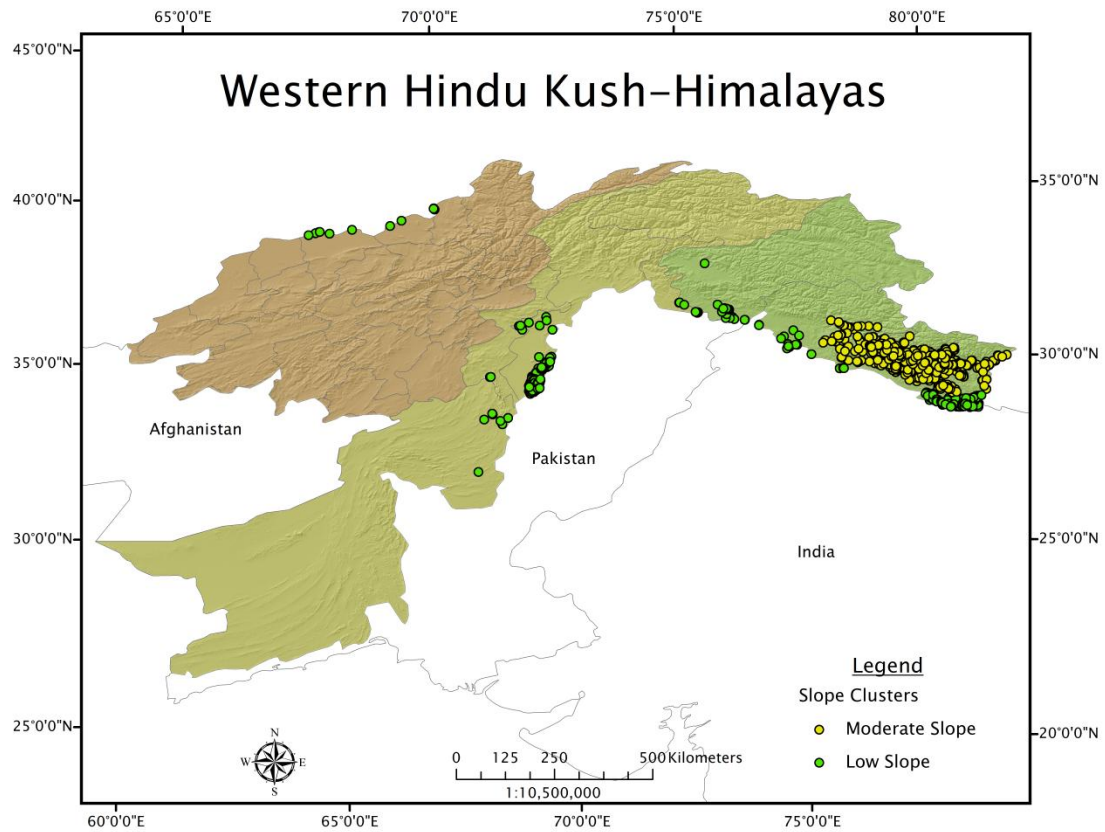 65°0'0"E 70°0'0"E 75°0'0"E 80°0'0"E
45°0'0"N
Western Hindu Kush-Himalayas
40°0'0"N 35°0'0"N
35°0'0"N 30°0'0"N
Afghanistan
Pakistan
30°0'0"N 25°0'0"N
India
Legend
Slope Clusters
25°0'0"N 20°0'0"N
Moderate Slope
N
W E
S
0 125 250 500 Kilometers
Low Slope
1:10,500,000
60°0'0"E 65°0'0"E 70°0'0"E 75°0'0"E